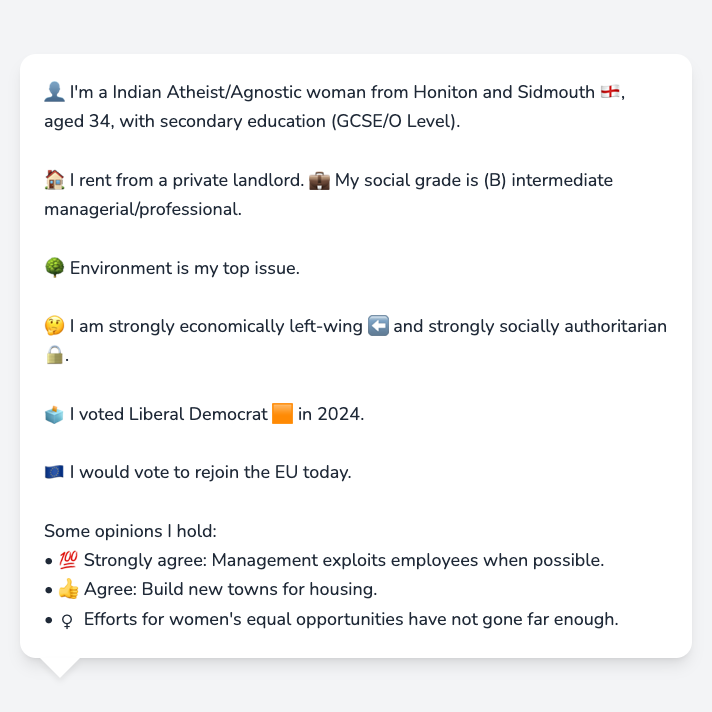 👤 I'm a Indian Atheist/Agnostic woman from Honiton and Sidmouth 🏴󠁧󠁢󠁥󠁮󠁧󠁿,
aged 34, with secondary education (GCSE/O Level).
🏠 I rent from a private landlord. 💼 My social grade is (B) intermediate
managerial/professional.
🌳 Environment is my top issue.
🤔 I am strongly economically left-wing ⬅️ and strongly socially authoritarian
🔒.
🗳️ I voted Liberal Democrat 🟧 in 2024.
🇪🇺 I would vote to rejoin the EU today.
Some opinions I hold:
• 💯 Strongly agree: Management exploits employees when possible.
• 👍 Agree: Build new towns for housing.
• ♀ Efforts for women's equal opportunities have not gone far enough.